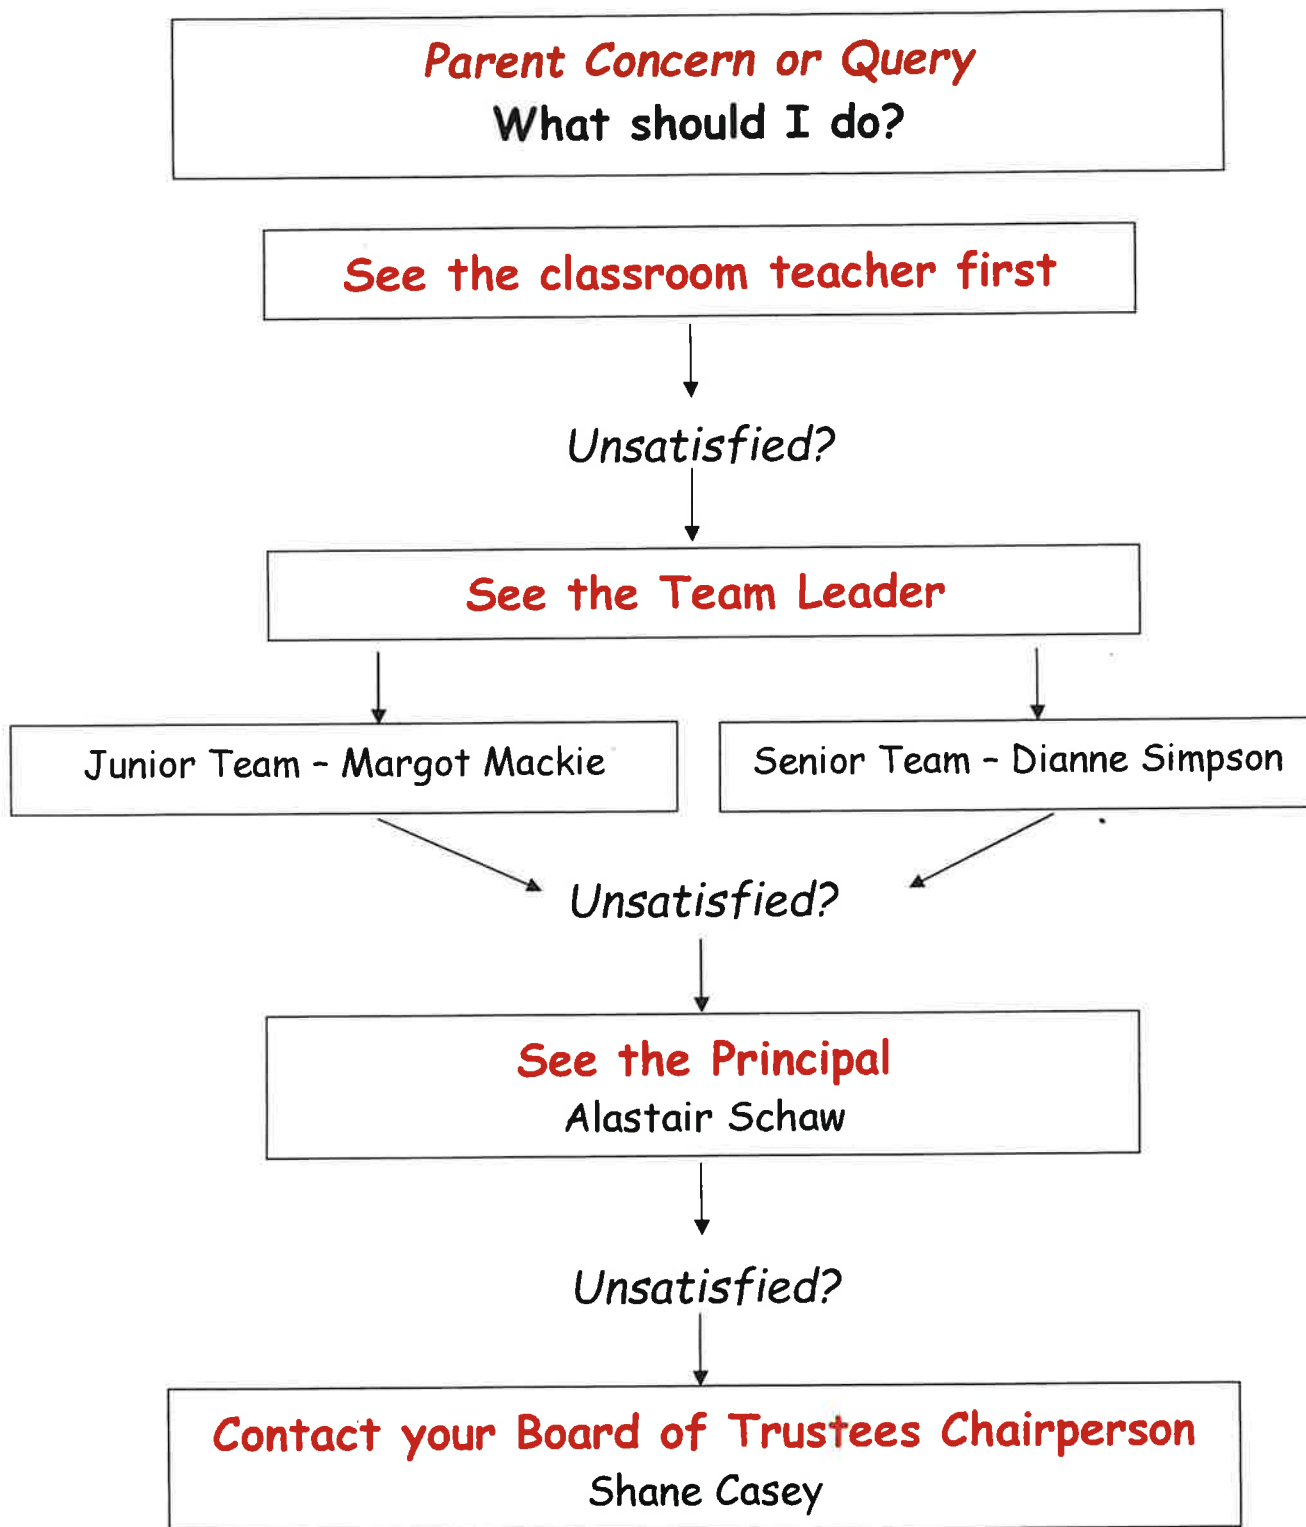 Parent Concern or Query
What should I do?
See the classroom teacher first
Unsatisfied?
See the Team Leader
Junior Team – Margot Mackie
Senior Team – Dianne Simpson
Unsatisfied?
See the Principal
Alastair Schaw
Unsatisfied?
Contact your Board of Trustees Chairperson
Shane Casey